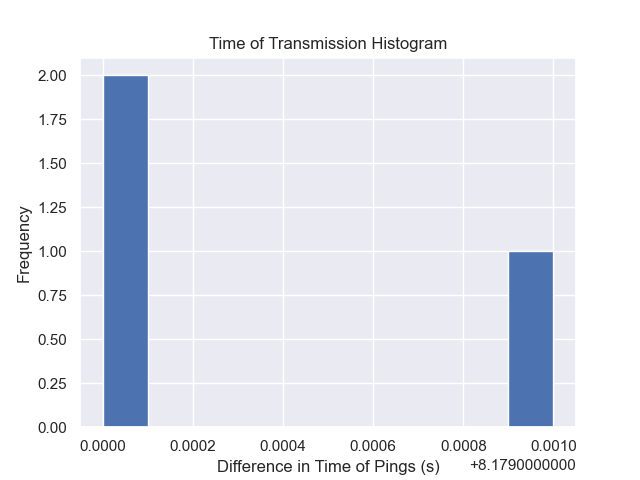 Time of Transmission Histogram
2.00
1.75
1.50
1.25
1.00
0.75
0.50
0.25
0.00
Frequency
0.0000 0.0002 0.0004 0.0006 0.0008 0.0010
Difference in Time of Pings (s) +8.1790000000